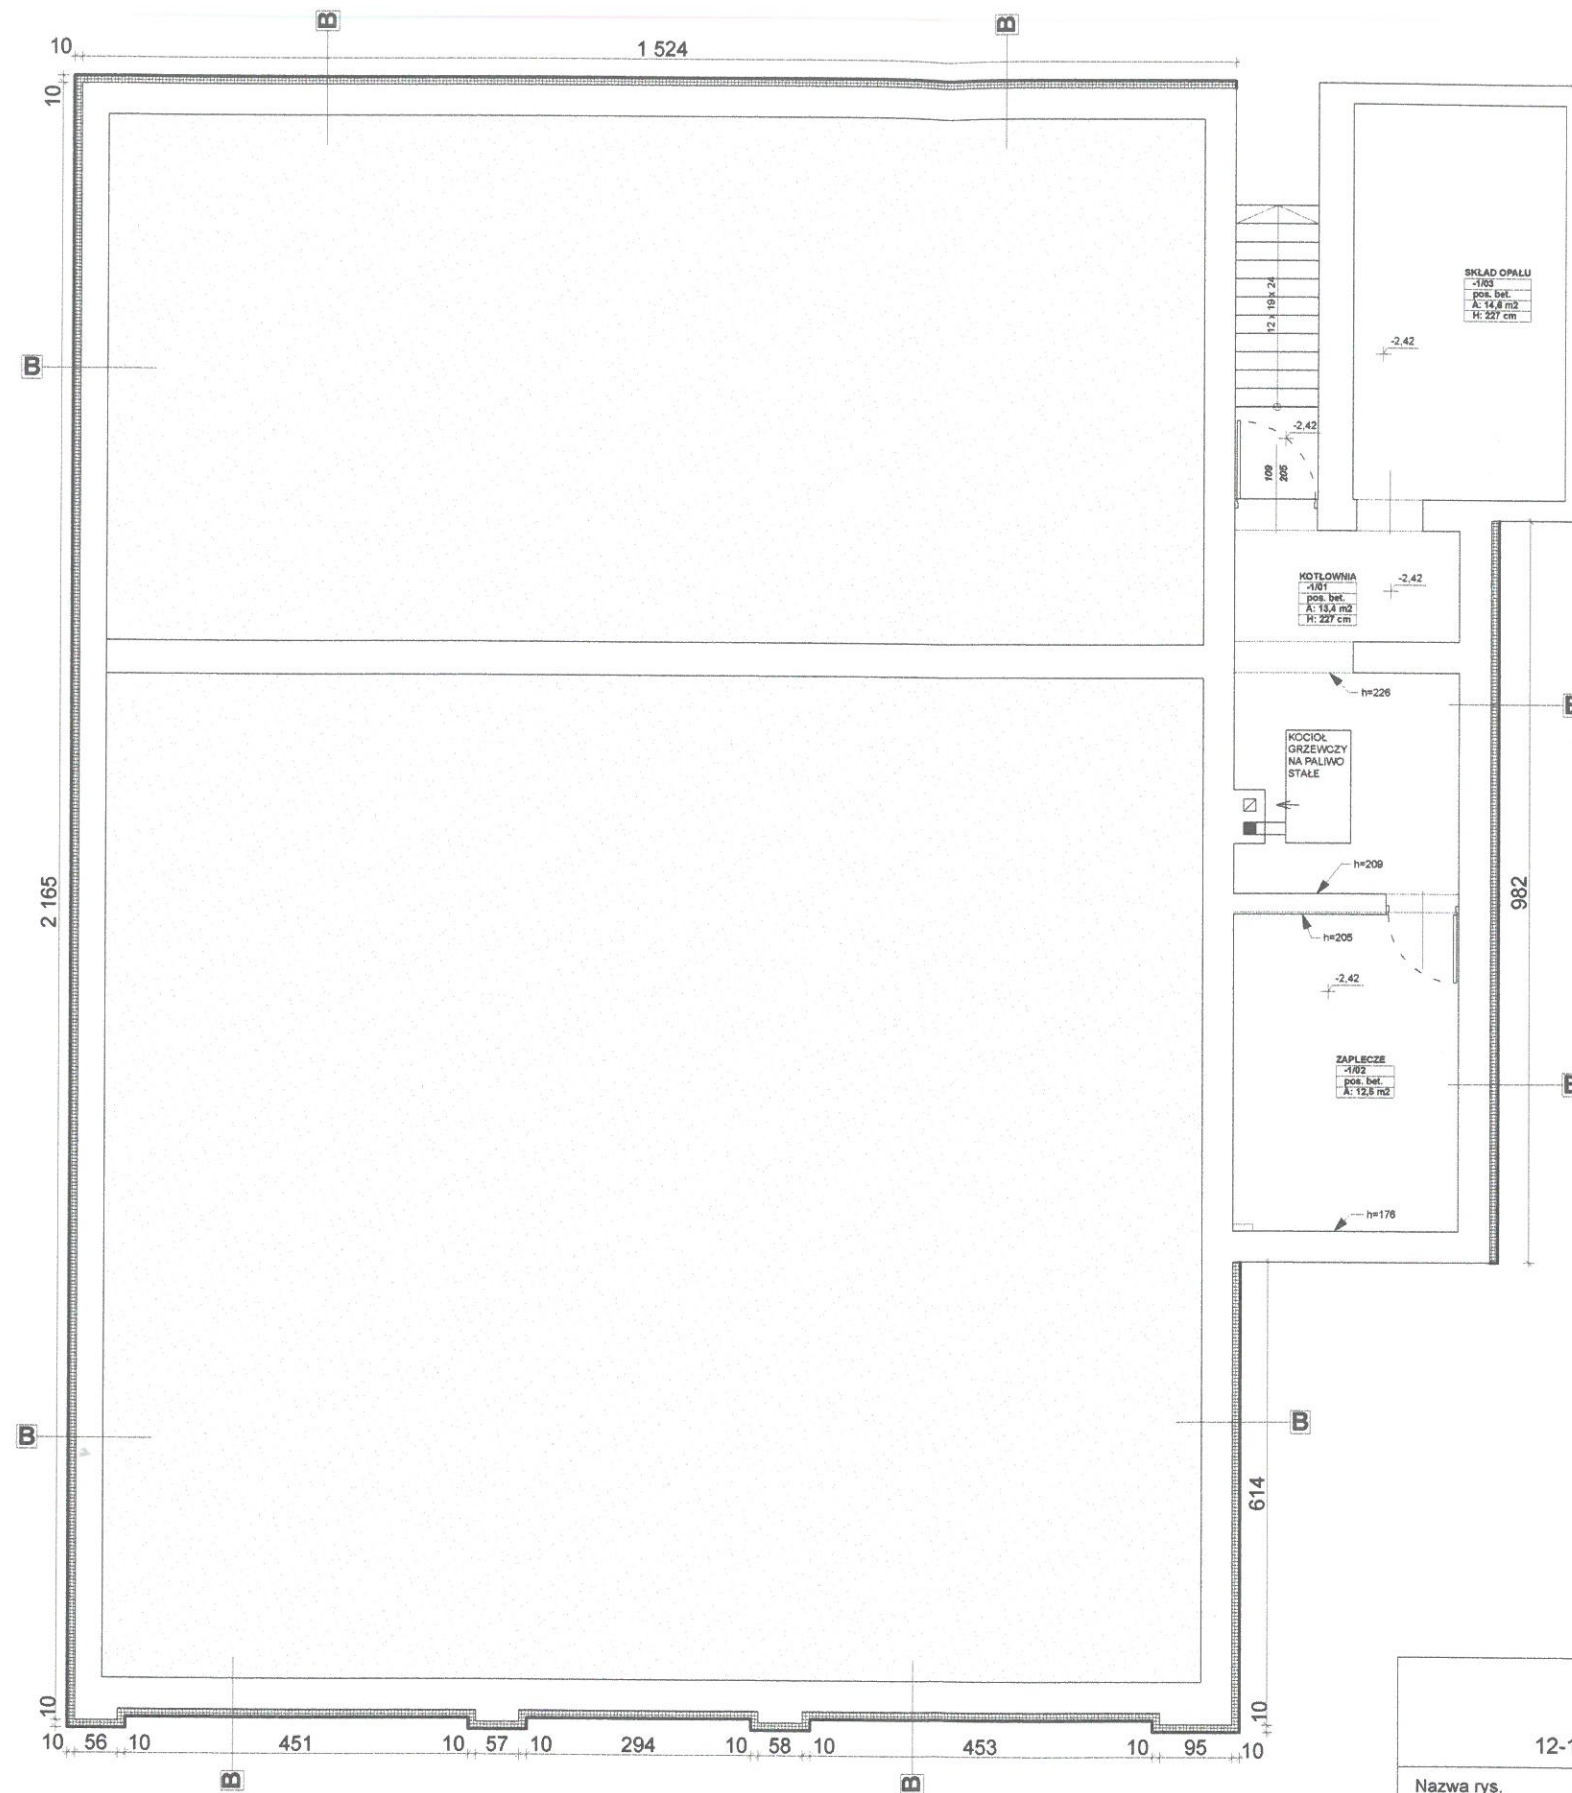 B
B
10
1 524
10
SKŁAD OPAŁU
-1/03
pos. bet.
A: 14,6 m2
H: 227 cm
12 x 19 x 24
-2,42
B
-2,42
109
205
KOTŁOWNIA
-1/01
pos. bet.
A: 13,4 m2
H: 227 cm
-2,42
h=226
B
KOCIOŁ
GRZEWCZY
NA PALIWO
STAŁE
h=209
2 165
982
h=205
-2,42
ZAPLECZE
-1/02
pos. bet.
A: 12,5 m2
B
h=176
B
B
614
10
10
10 56 10 451 10 57 10 294 10 58 10 453 10 95 10
B
B
12-1
Nazwa rys.